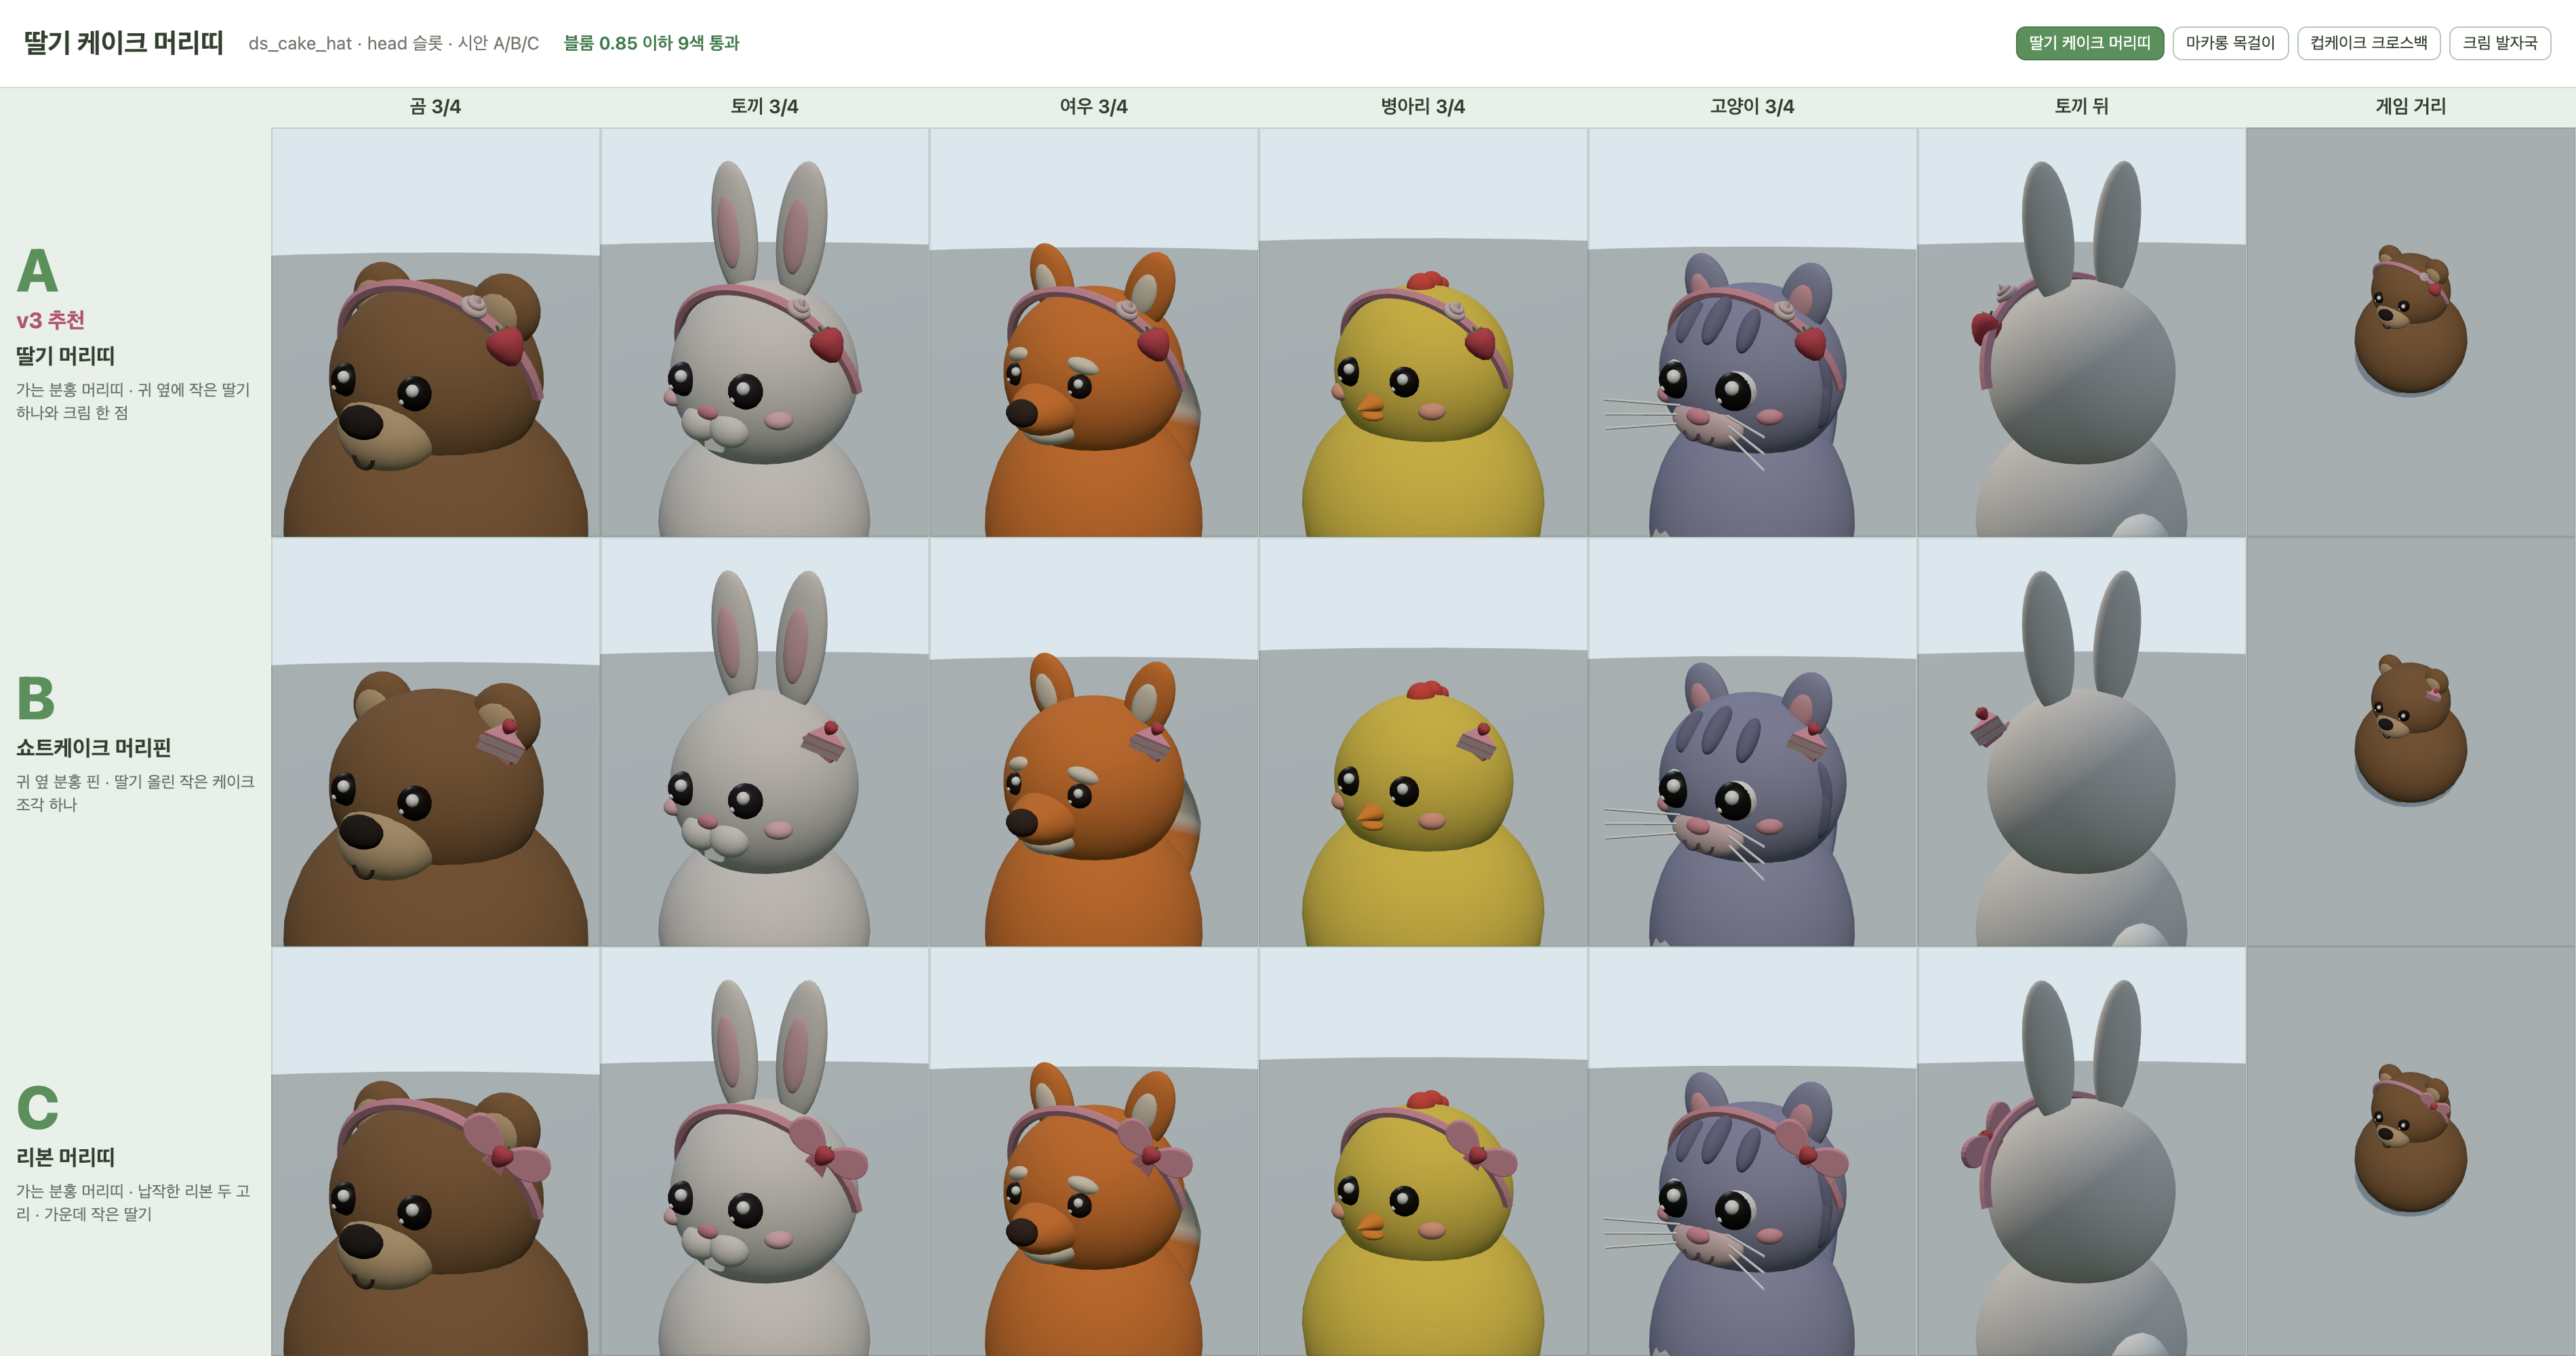 딸기 케이크 머리띠
ds_cake_hat · head 슬롯 · 시안 A/B/C
블룸 0.85 이하 9색 통과
딸기 케이크 머리띠
마카롱 목걸이
컵케이크 크로스백
크림 발자국
곰 3/4
토끼 3/4
여우 3/4
병아리 3/4
고양이 3/4
토끼 뒤
게임 거리
A
v3 추천
딸기 머리띠
가는 분홍 머리띠 · 귀 옆에 작은 딸기
하나와 크림 한 점
B
쇼트케이크 머리핀
귀 옆 분홍 핀 · 딸기 올린 작은 케이크
조각 하나
C
리본 머리띠
가는 분홍 머리띠 · 납작한 리본 두 고
리 · 가운데 작은 딸기